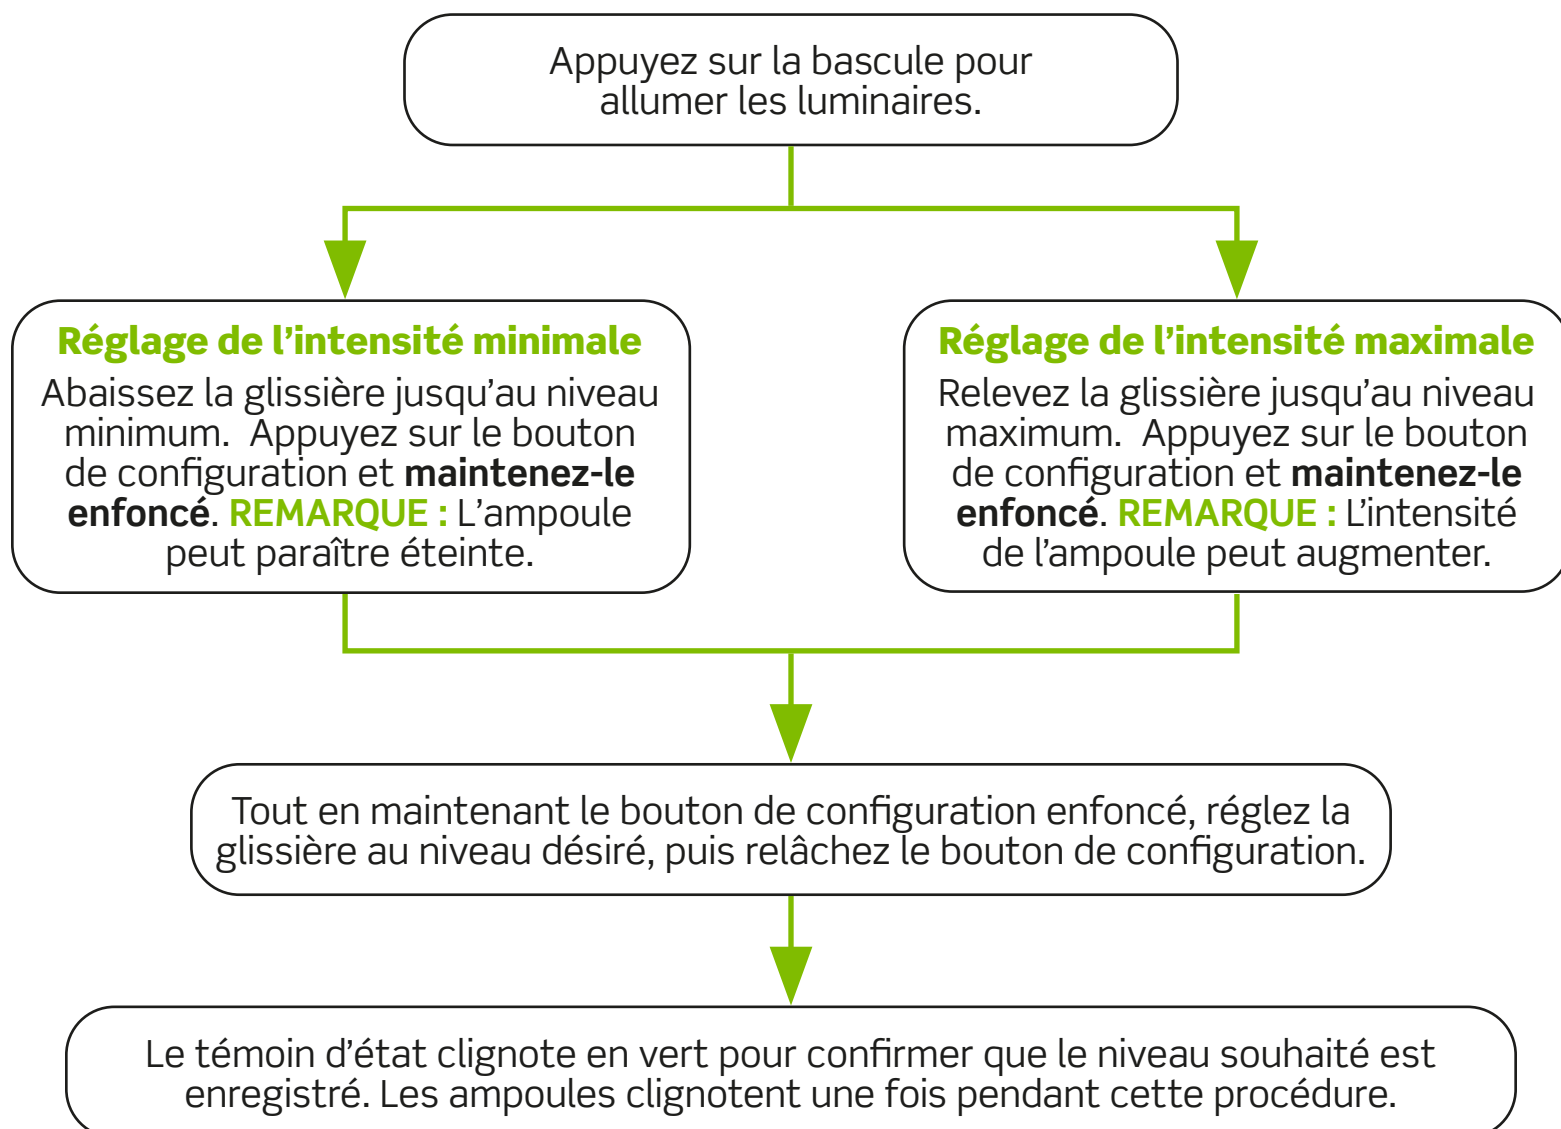 Appuyez sur la bascule pour
allumer les luminaires.
Réglage de l’intensité minimale
Abaissez la glissière jusqu’au niveau
minimum.  Appuyez sur le bouton
de configuration et maintenez-le
enfoncé. REMARQUE : L’ampoule
peut paraître éteinte.
Réglage de l’intensité maximale
Relevez la glissière jusqu’au niveau
maximum.  Appuyez sur le bouton
de configuration et maintenez-le
enfoncé. REMARQUE : L’intensité
de l’ampoule peut augmenter.
Tout en maintenant le bouton de configuration enfoncé, réglez la
glissière au niveau désiré, puis relâchez le bouton de configuration.
Le témoin d’état clignote en vert pour confirmer que le niveau souhaité est
enregistré. Les ampoules clignotent une fois pendant cette procédure.